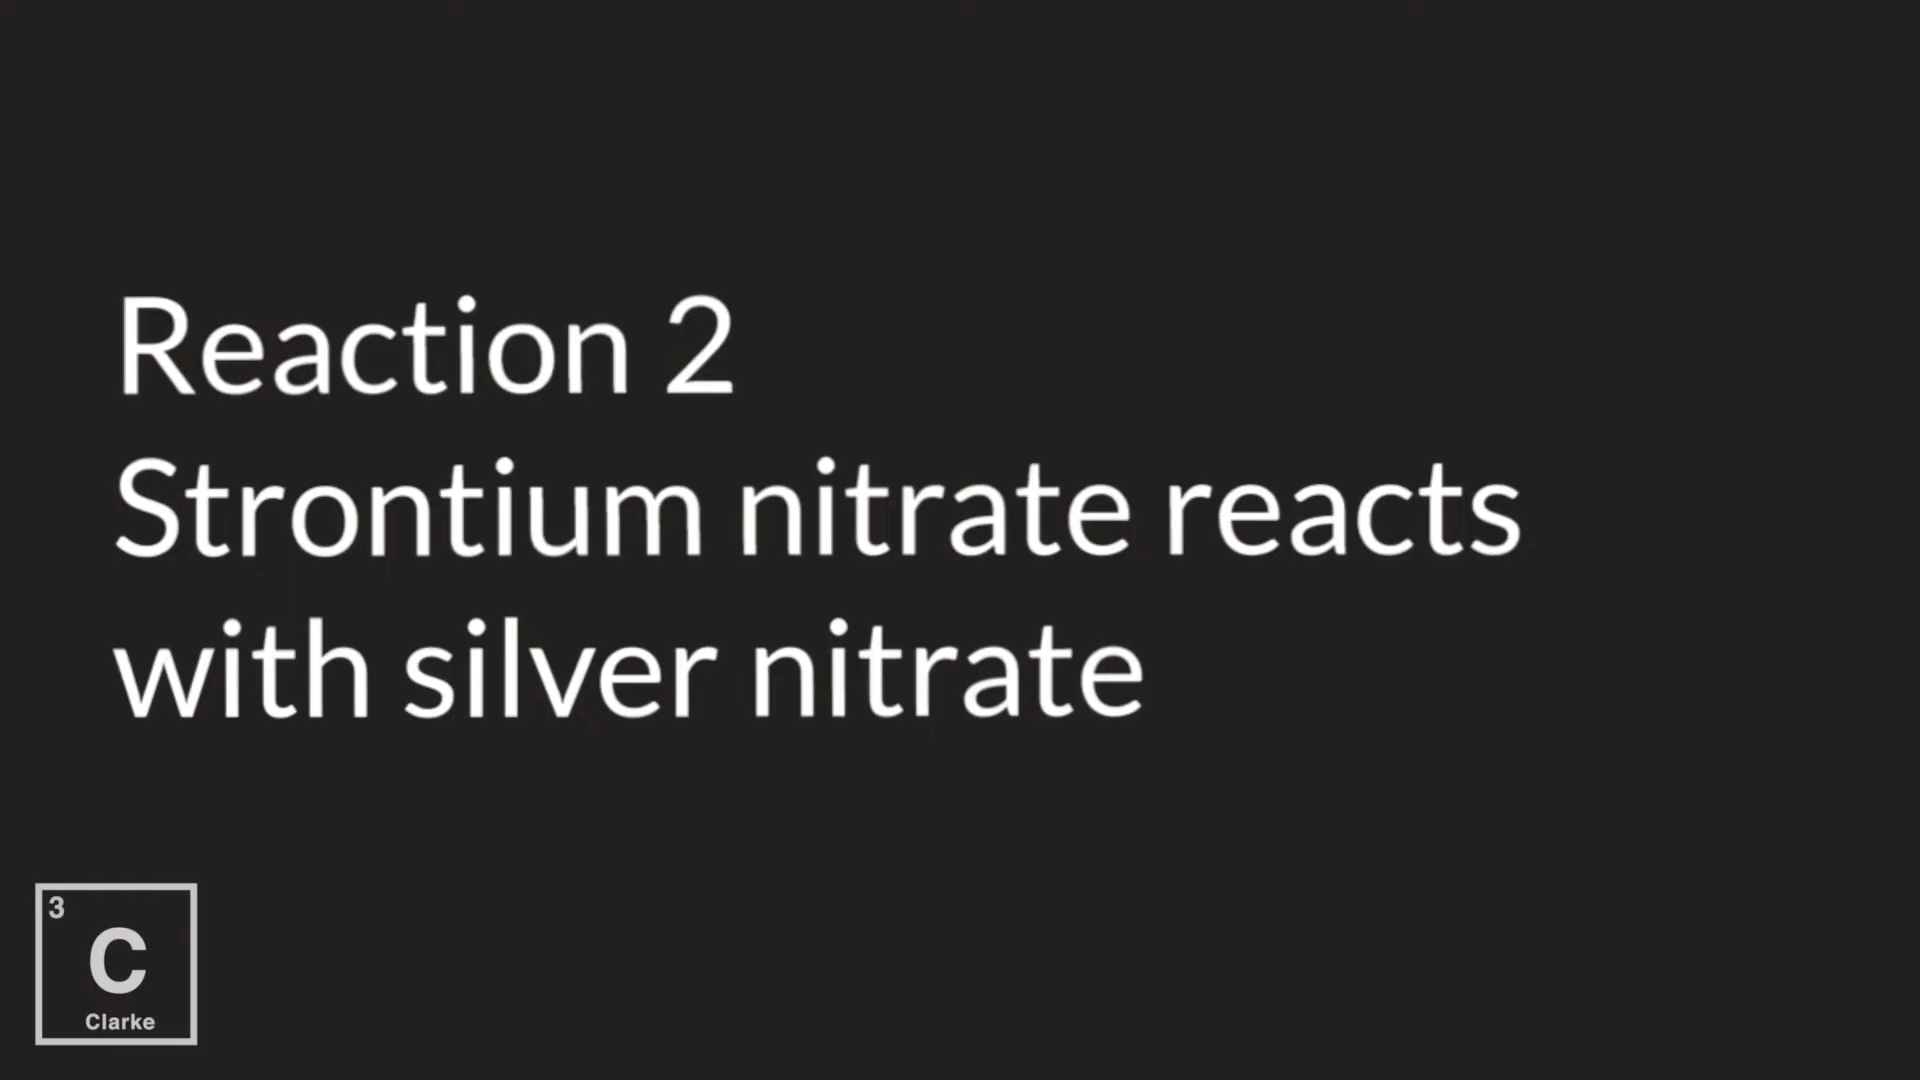 Reaction 2
Strontium nitrate reacts
with silver nitrate
3
C
Clarke